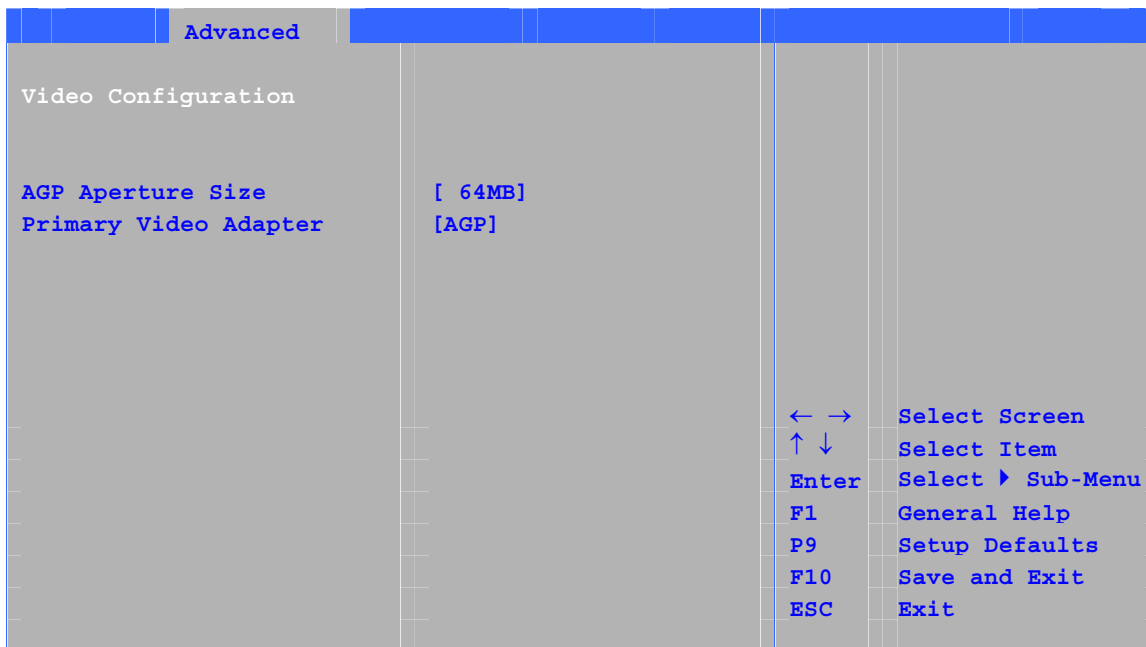 Advanced
Video Configuration
AGP Aperture Size [ 64MB]
Primary Video Adapter [AGP]
← → Select Screen
↑ ↓ Select Item
Enter Select ▶ Sub-Menu
F1 General Help
P9 Setup Defaults
F10 Save and Exit
ESC Exit